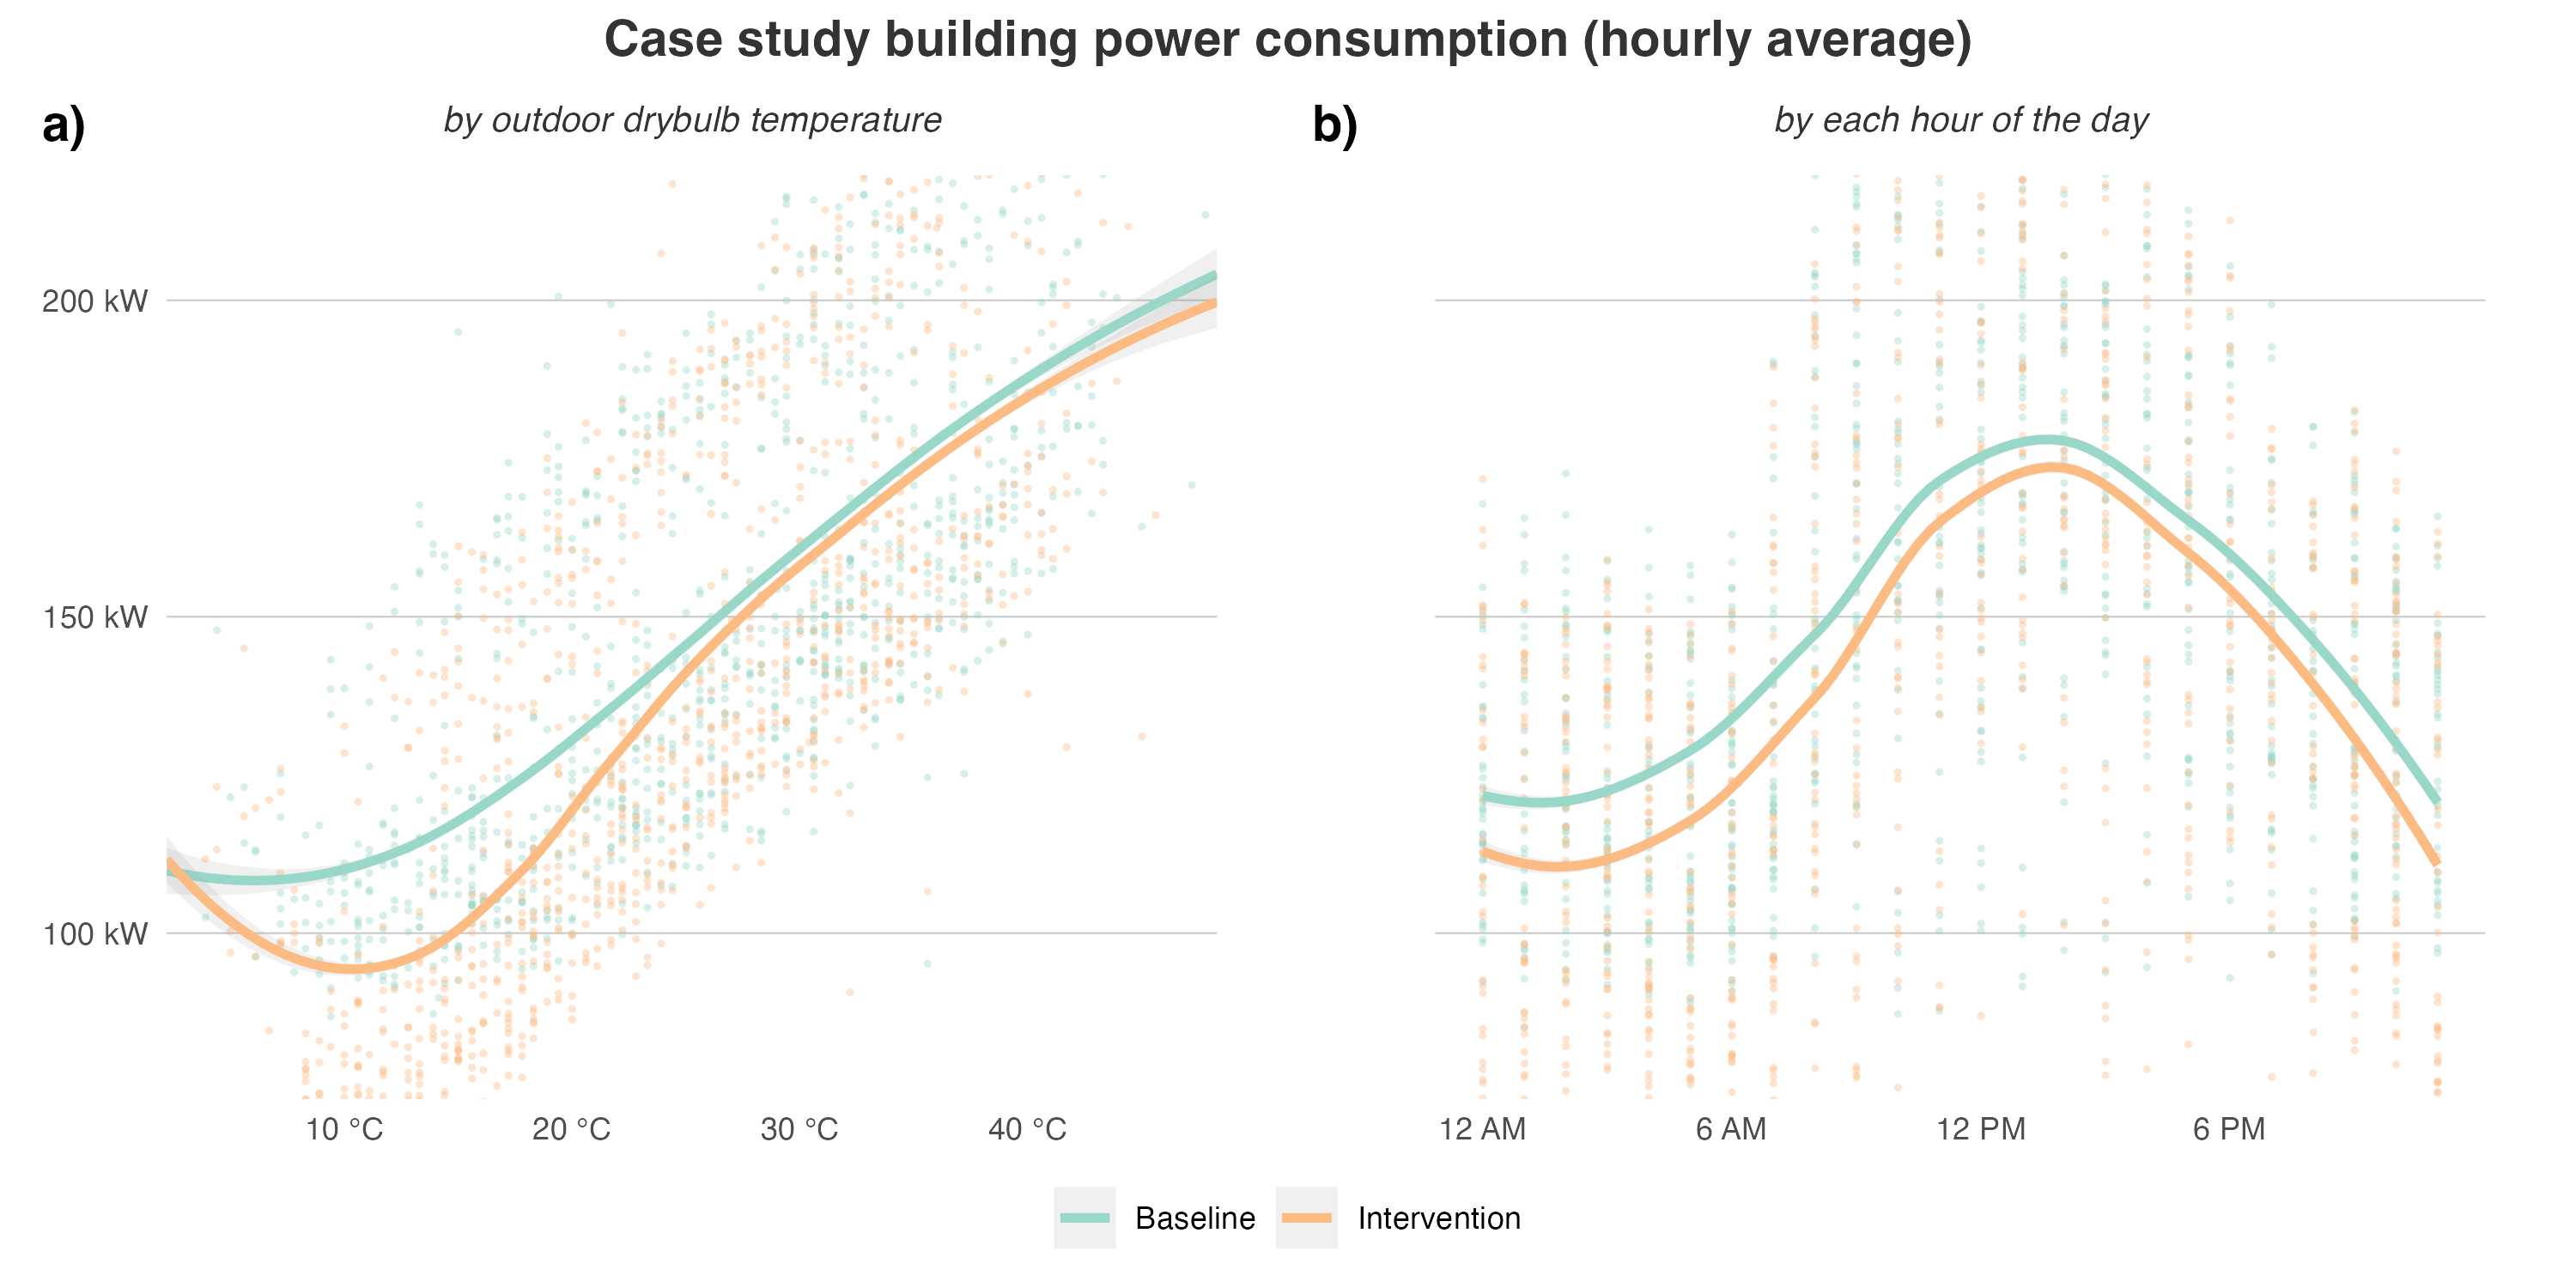 Case study building power consumption (hourly average)
a)
by outdoor drybulb temperature
200 kW
150 kW
100 kW
10 °C 20 °C 30 °C 40 °C
b)
by each hour of the day
12 AM 6 AM 12 PM 6 PM
Baseline Intervention